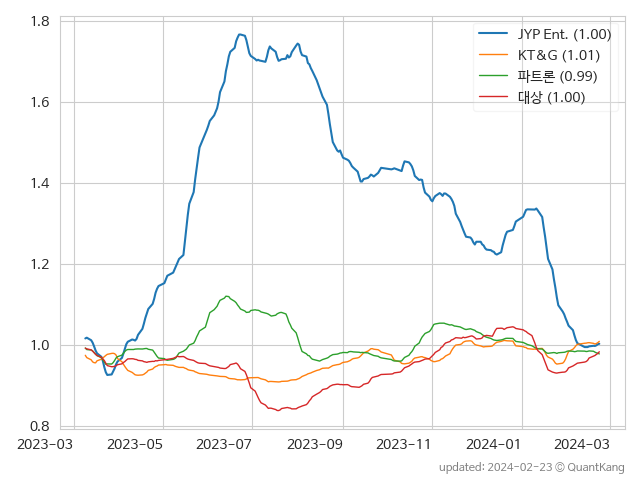 1.8
1.6
1.4
1.2
1.0
0.8
JYP Ent. (1.00)
KT&G (1.01)
파트론 (0.99)
대상 (1.00)
2023-03 2023-05 2023-07 2023-09 2023-11 2024-01 2024-03
updated: 2024-02-23 © QuantKang